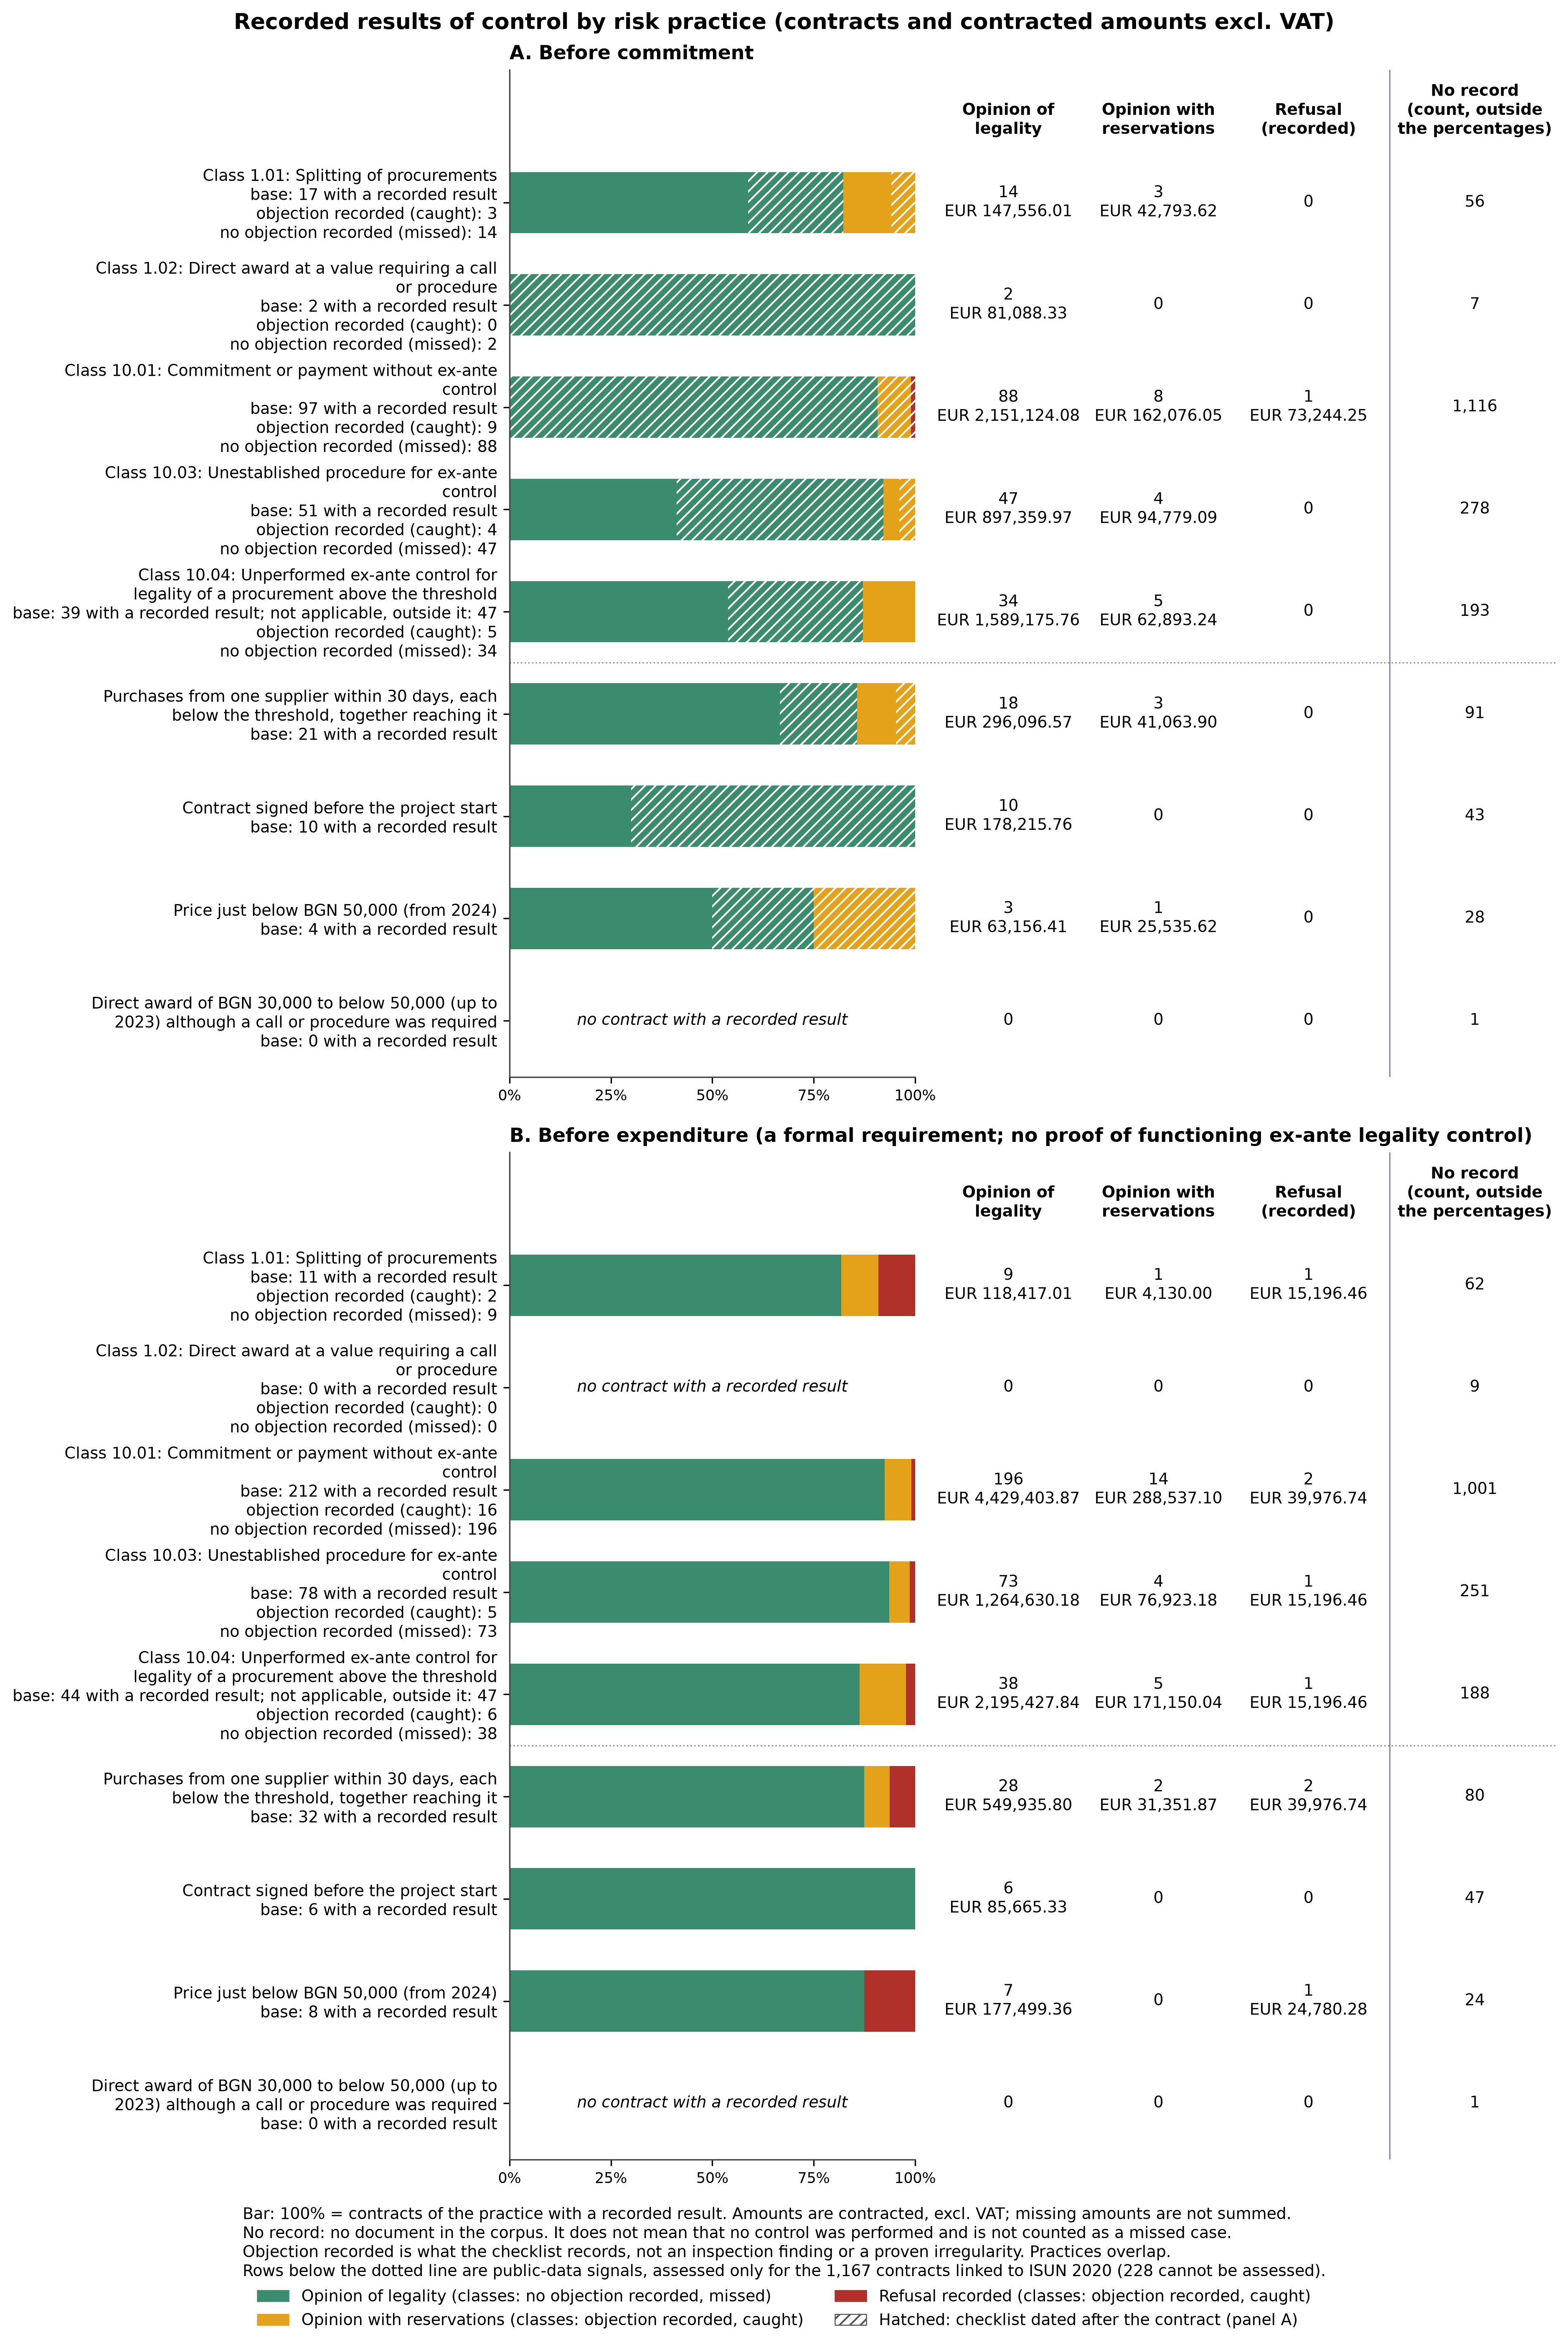 Recorded results of control by risk practice (contracts and contracted amounts excl. VAT)
A. Before commitment
Opinion of
legality
Opinion with
reservations
Refusal
(recorded)
No record
(count, outside
the percentages)
Class 1.01: Splitting of procurements
base: 17 with a recorded result
objection recorded (caught): 3
no objection recorded (missed): 14
14
EUR 147,556.01
3
EUR 42,793.62
0
56
Class 1.02: Direct award at a value requiring a call
or procedure
base: 2 with a recorded result
objection recorded (caught): 0
no objection recorded (missed): 2
2
EUR 81,088.33
0
0
7
Class 10.01: Commitment or payment without ex-ante
control
base: 97 with a recorded result
objection recorded (caught): 9
no objection recorded (missed): 88
88
EUR 2,151,124.08
8
EUR 162,076.05
1
EUR 73,244.25
1,116
Class 10.03: Unestablished procedure for ex-ante
control
base: 51 with a recorded result
objection recorded (caught): 4
no objection recorded (missed): 47
47
EUR 897,359.97
4
EUR 94,779.09
0
278
Class 10.04: Unperformed ex-ante control for
legality of a procurement above the threshold
base: 39 with a recorded result; not applicable, outside it: 47
objection recorded (caught): 5
no objection recorded (missed): 34
34
EUR 1,589,175.76
5
EUR 62,893.24
0
193
Purchases from one supplier within 30 days, each
below the threshold, together reaching it
base: 21 with a recorded result
18
EUR 296,096.57
3
EUR 41,063.90
0
91
Contract signed before the project start
base: 10 with a recorded result
10
EUR 178,215.76
0
0
43
Price just below BGN 50,000 (from 2024)
base: 4 with a recorded result
3
EUR 63,156.41
1
EUR 25,535.62
0
28
Direct award of BGN 30,000 to below 50,000 (up to
2023) although a call or procedure was required
base: 0 with a recorded result
no contract with a recorded result
0
0
0
1
0%
25%
50%
75%
100%
B. Before expenditure (a formal requirement; no proof of functioning ex-ante legality control)
Opinion of
legality
Opinion with
reservations
Refusal
(recorded)
No record
(count, outside
the percentages)
Class 1.01: Splitting of procurements
base: 11 with a recorded result
objection recorded (caught): 2
no objection recorded (missed): 9
9
EUR 118,417.01
1
EUR 4,130.00
1
EUR 15,196.46
62
Class 1.02: Direct award at a value requiring a call
or procedure
base: 0 with a recorded result
objection recorded (caught): 0
no objection recorded (missed): 0
no contract with a recorded result
0
0
0
9
Class 10.01: Commitment or payment without ex-ante
control
base: 212 with a recorded result
objection recorded (caught): 16
no objection recorded (missed): 196
196
EUR 4,429,403.87
14
EUR 288,537.10
2
EUR 39,976.74
1,001
Class 10.03: Unestablished procedure for ex-ante
control
base: 78 with a recorded result
objection recorded (caught): 5
no objection recorded (missed): 73
73
EUR 1,264,630.18
4
EUR 76,923.18
1
EUR 15,196.46
251
Class 10.04: Unperformed ex-ante control for
legality of a procurement above the threshold
base: 44 with a recorded result; not applicable, outside it: 47
objection recorded (caught): 6
no objection recorded (missed): 38
38
EUR 2,195,427.84
5
EUR 171,150.04
1
EUR 15,196.46
188
Purchases from one supplier within 30 days, each
below the threshold, together reaching it
base: 32 with a recorded result
28
EUR 549,935.80
2
EUR 31,351.87
2
EUR 39,976.74
80
Contract signed before the project start
base: 6 with a recorded result
6
EUR 85,665.33
0
0
47
Price just below BGN 50,000 (from 2024)
base: 8 with a recorded result
7
EUR 177,499.36
0
1
EUR 24,780.28
24
Direct award of BGN 30,000 to below 50,000 (up to
2023) although a call or procedure was required
base: 0 with a recorded result
no contract with a recorded result
0
0
0
1
0%
25%
50%
75%
100%
Bar: 100% = contracts of the practice with a recorded result. Amounts are contracted, excl. VAT; missing amounts are not summed.
No record: no document in the corpus. It does not mean that no control was performed and is not counted as a missed case.
Objection recorded is what the checklist records, not an inspection finding or a proven irregularity. Practices overlap.
Rows below the dotted line are public-data signals, assessed only for the 1,167 contracts linked to ISUN 2020 (228 cannot be assessed).
Opinion of legality (classes: no objection recorded, missed)
Opinion with reservations (classes: objection recorded, caught)
Refusal recorded (classes: objection recorded, caught)
Hatched: checklist dated after the contract (panel A)